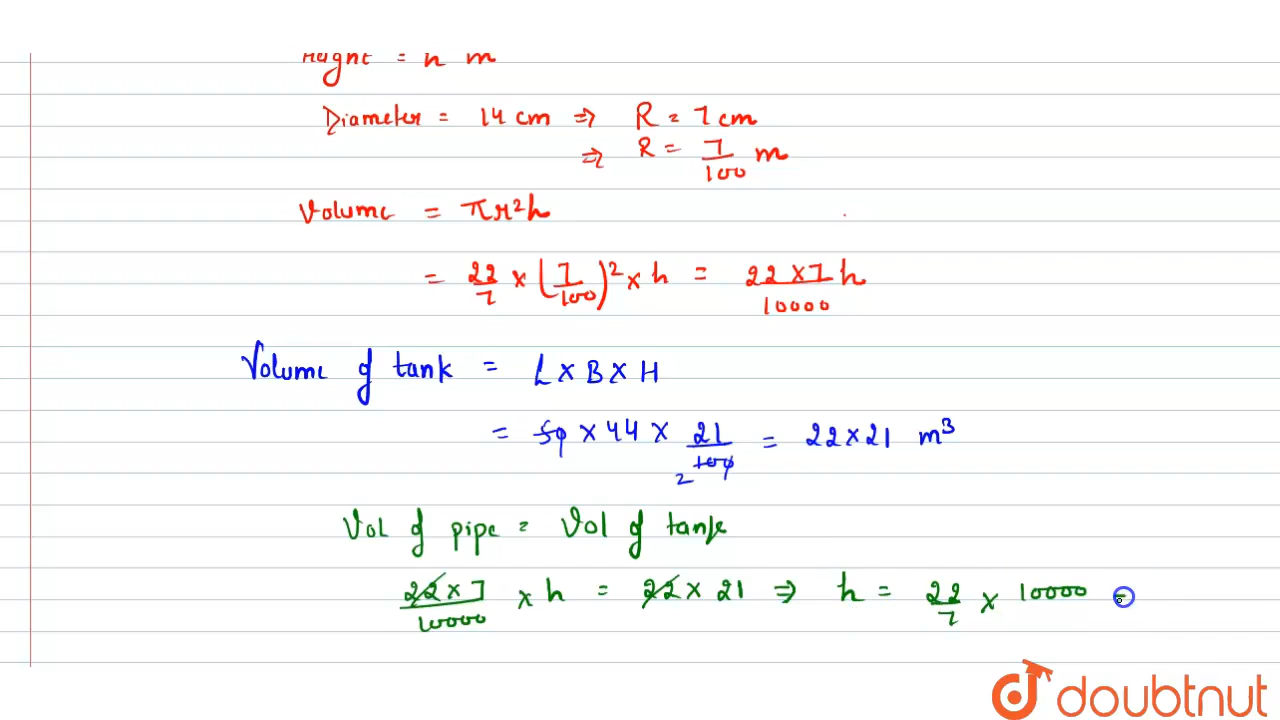 Height = h m
Diameter = 14 cm ⇒ R = 7 cm
⇒ R = 7/100 m
Volume = πr²h
= 22/7 × (7/100)² × h = 22×7/10000 h
Volume of tank = L × B × H
= 50 × 44 × 21/100 2 = 22×21 m³
Vol of pipe = Vol of tank
22×7/10000 × h = 22×21 ⇒ h = 22/7 × 10000 =
doubtnut